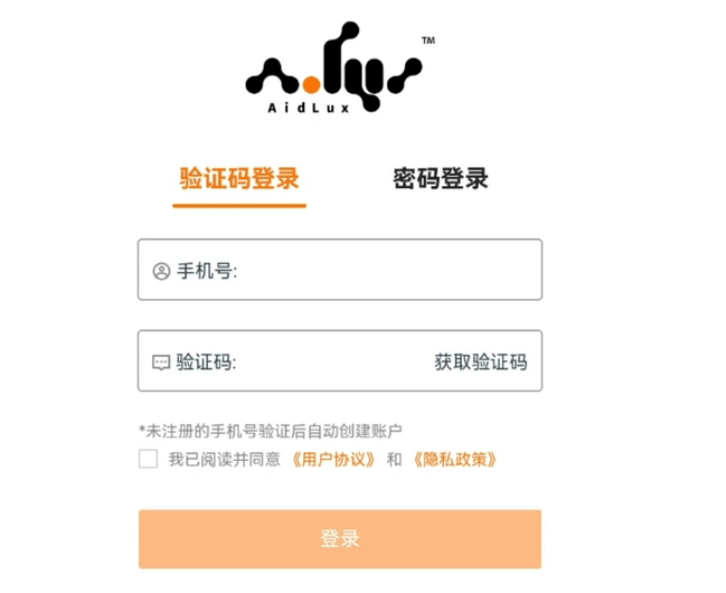 TM
AidLux
验证码登录 密码登录
手机号:
验证码: 获取验证码
*未注册的手机号验证后自动创建账户
我已阅读并同意 《用户协议》 和 《隐私政策》
登录